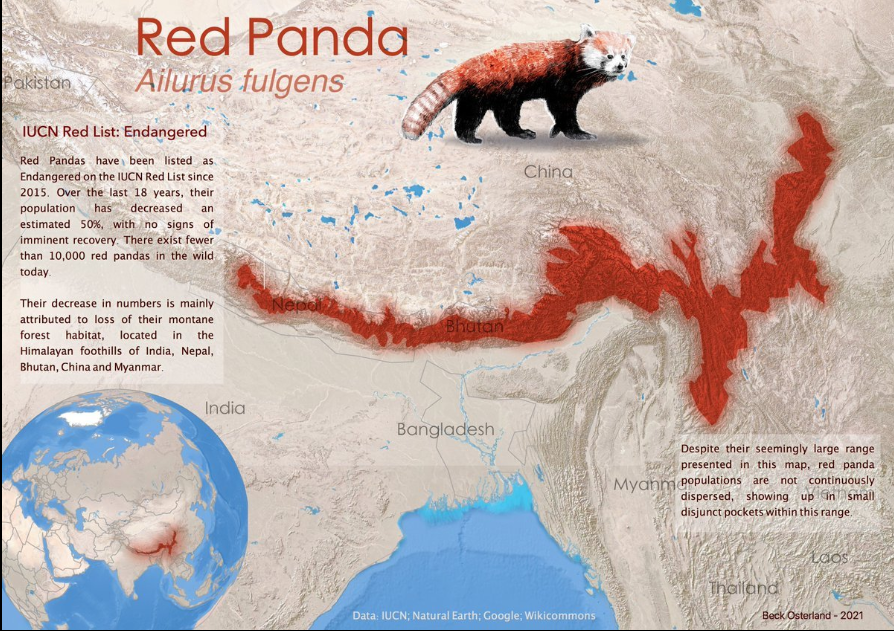 Red Panda
Ailurus fulgens
Pakistan
IUCN Red List: Endangered
Red Pandas have been listed as
Endangered on the IUCN Red List since
2015. Over the last 18 years, their
population has decreased an
estimated 50%, with no signs of
imminent recovery. There exist fewer
than 10,000 red pandas in the wild
today.
Their decrease in numbers is mainly
attributed to loss of their montane
forest habitat, located in the
Himalayan foothills of India, Nepal,
Bhutan, China and Myanmar.
China
Nepal
Bhutan
India
Bangladesh
Myanmar
Despite their seemingly large range
presented in this map, red panda
populations are not continuously
dispersed, showing up in small
disjunct pockets within this range.
Laos
Thailand
Data: IUCN; Natural Earth; Google; Wikicommons
Beck Osterland - 2021